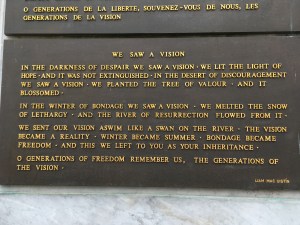 O GENERATIONS DE LA LIBERTE, SOUVENEZ-VOUS DE NOUS, LES
GENERATIONS DE LA VISION
WE SAW A VISION
IN THE DARKNESS OF DESPAIR WE SAW A VISION · WE LIT THE LIGHT OF
HOPE · AND IT WAS NOT EXTINGUISHED · IN THE DESERT OF DISCOURAGEMENT
WE SAW A VISION · WE PLANTED THE TREE OF VALOUR · AND IT
BLOSSOMED ·
IN THE WINTER OF BONDAGE WE SAW A VISION · WE MELTED THE SNOW
OF LETHARGY · AND THE RIVER OF RESURRECTION FLOWED FROM IT ·
WE SENT OUR VISION ASWIM LIKE A SWAN ON THE RIVER · THE VISION
BECAME A REALITY · WINTER BECAME SUMMER · BONDAGE BECAME
FREEDOM · AND THIS WE LEFT TO YOU AS YOUR INHERITANCE ·
O GENERATIONS OF FREEDOM REMEMBER US, THE GENERATIONS OF
THE VISION ·
LIAM MAC UISTÍN